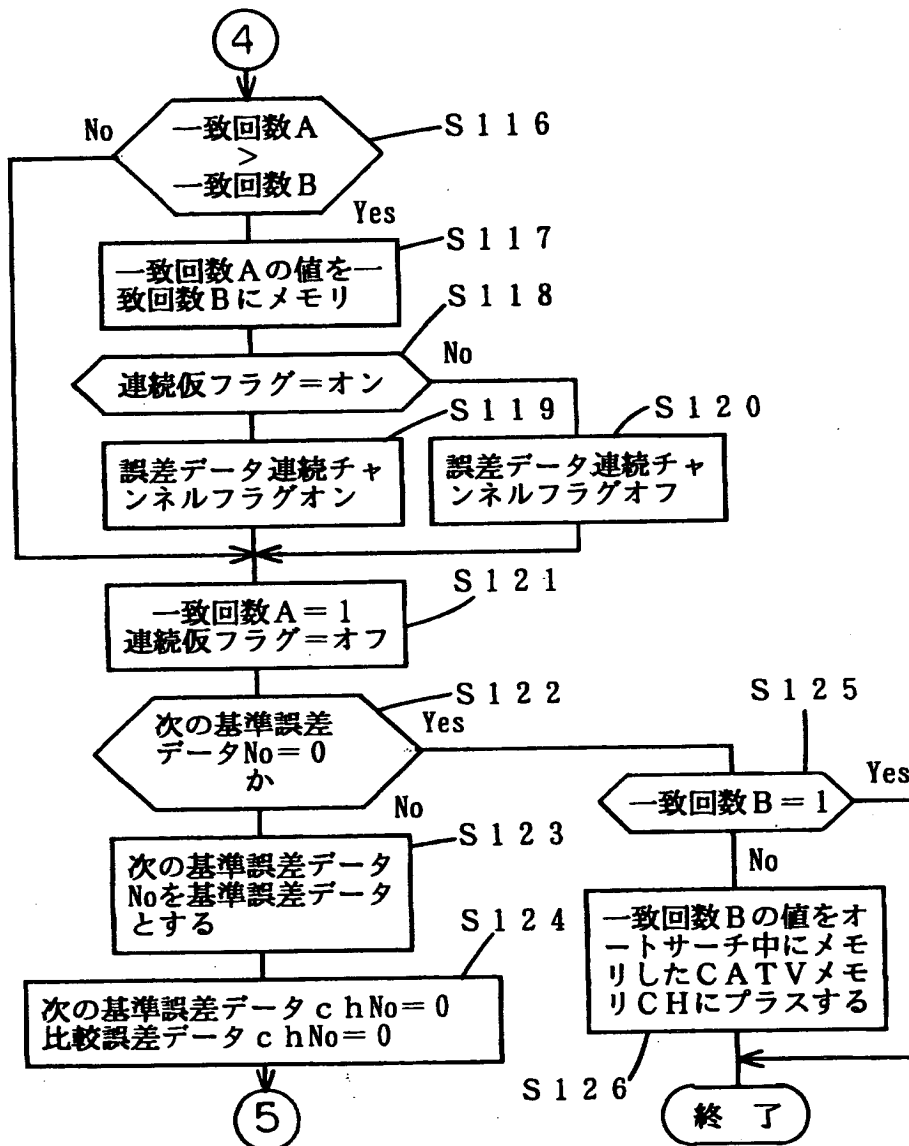 4
No
一致回数A
>
一致回数B
S116
Yes
S117
一致回数Aの値を一
致回数Bにメモリ
S118
No
連続仮フラグ=オン
S119
S120
誤差データ連続チャ
ンネルフラグオン
誤差データ連続チャ
ンネルフラグオフ
S121
一致回数A=1
連続仮フラグ=オフ
S122
S125
次の基準誤差
データNo=0
か
Yes
Yes
一致回数B=1
No
S123
No
次の基準誤差データ
Noを基準誤差データ
とする
S124
一致回数Bの値をオ
ートサーチ中にメモ
リしたCATVメモ
リCHにプラスする
次の基準誤差データchNo=0
比較誤差データchNo=0
S126
5
終 了